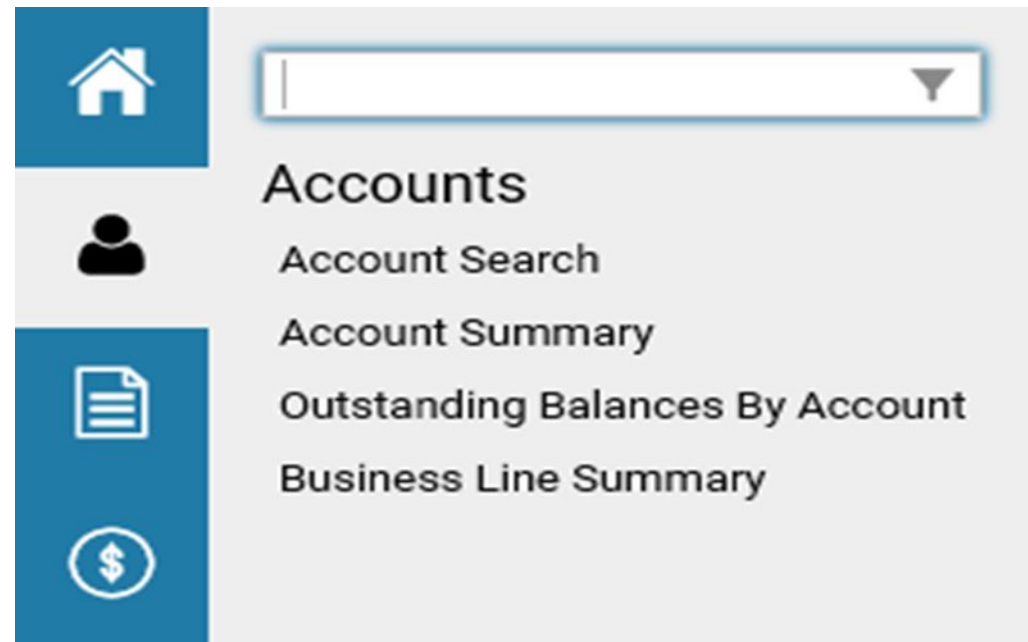 Accounts
Account Search
Account Summary
Outstanding Balances By Account
Business Line Summary
$